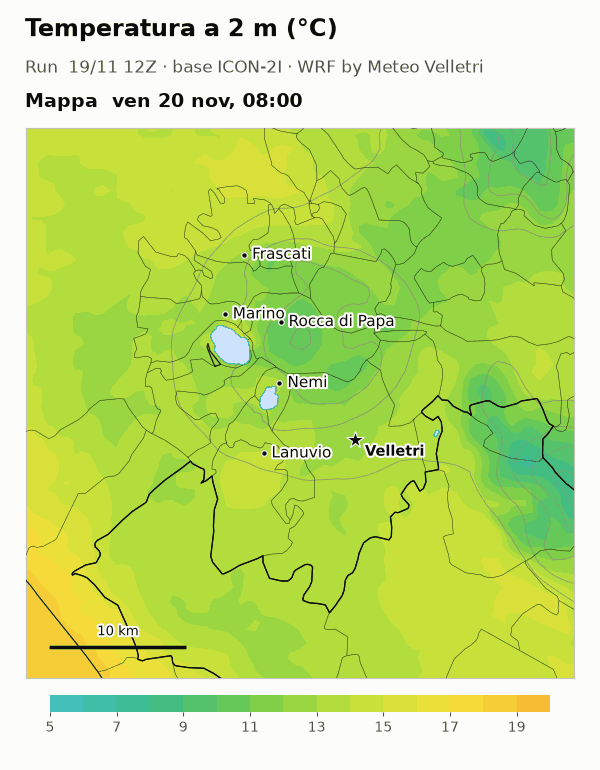 Temperatura a 2 m (°C)
Run  19/11 12Z · base ICON-2I · WRF by Meteo Velletri
Mappa  ven 20 nov, 08:00
Frascati
Marino
Rocca di Papa
Nemi
Velletri
Lanuvio
10 km
5 7 9 11 13 15 17 19